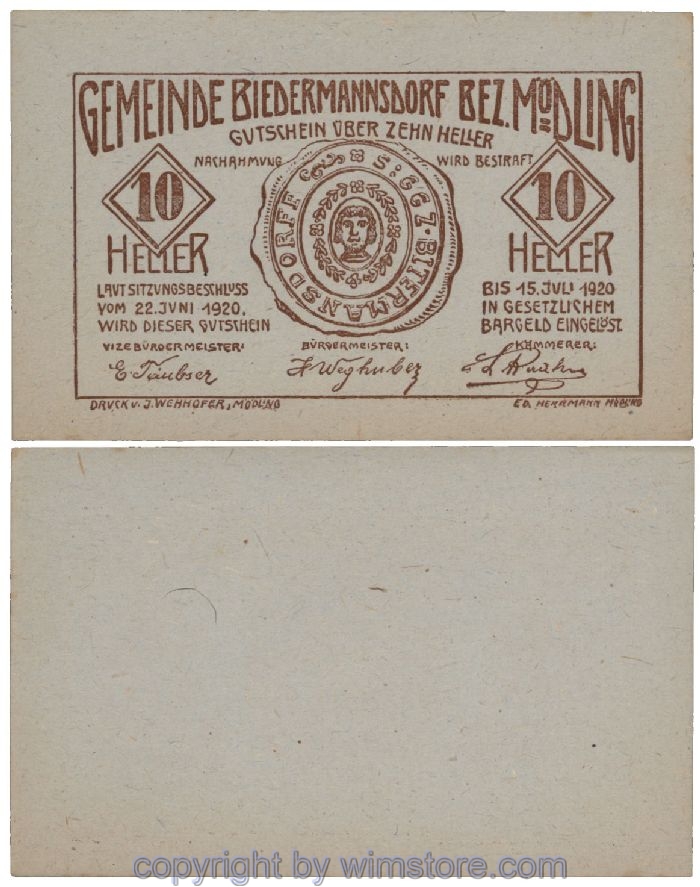 GEMEINDE BIEDERMANNSDORF BEZ. MÖDLING
GUTSCHEIN ÜBER ZEHN HELLER
NACHAHMUNG WIRD BESTRAFT
10 HELLER
S: GGZ · BITERMANSDORFF
10 HELLER
LAUT SITZUNGSBESCHLUSS
VOM 22. JUNI 1920,
WIRD DIESER GUTSCHEIN
BIS 15. JULI 1920
IN GESETZLICHEM
BARGELD EINGELÖST.
VIZEBÜRGERMEISTER:
E. Täubser
BÜRGERMEISTER:
F. Weghuber
KÄMMERER:
DRUCK V. J. WEHHOFER, MÖDLING
ED. HERRMANN MÖDLING
copyright by wimstore.com